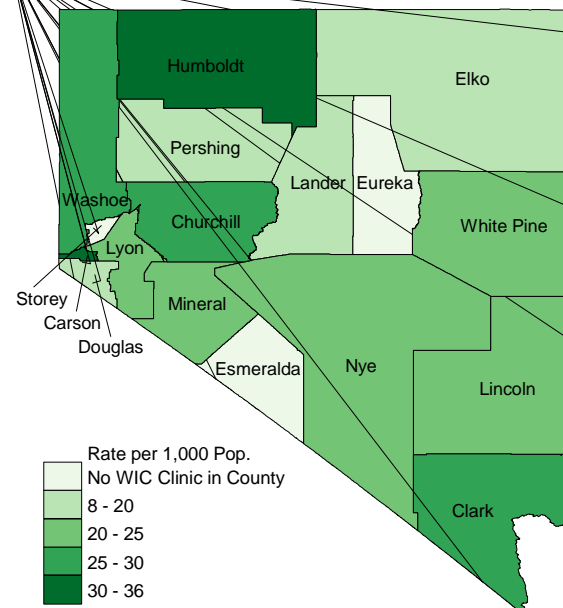 Humboldt
Elko
Pershing
Lander
Eureka
Washoe
Churchill
White Pine
Lyon
Storey
Carson
Douglas
Mineral
Esmeralda
Nye
Lincoln
Clark
Rate per 1,000 Pop.
No WIC Clinic in County
8 - 20
20 - 25
25 - 30
30 - 36